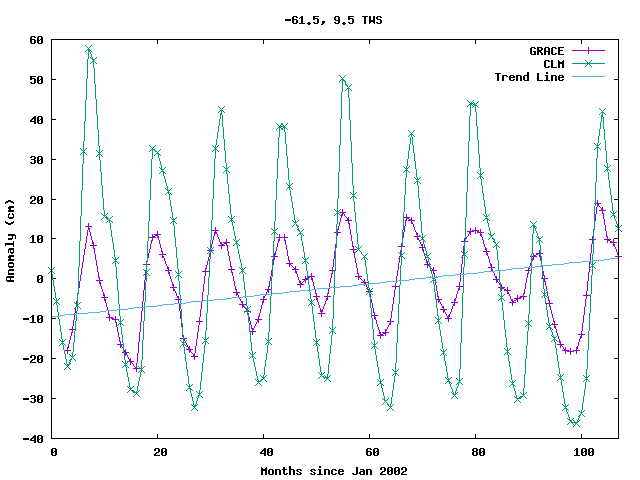 -61.5, 9.5 TWS
GRACE
CLM
Trend Line
60
50
40
30
20
10
0
-10
-20
-30
-40
Anomaly (cm)
0 20 40 60 80 100
Months since Jan 2002